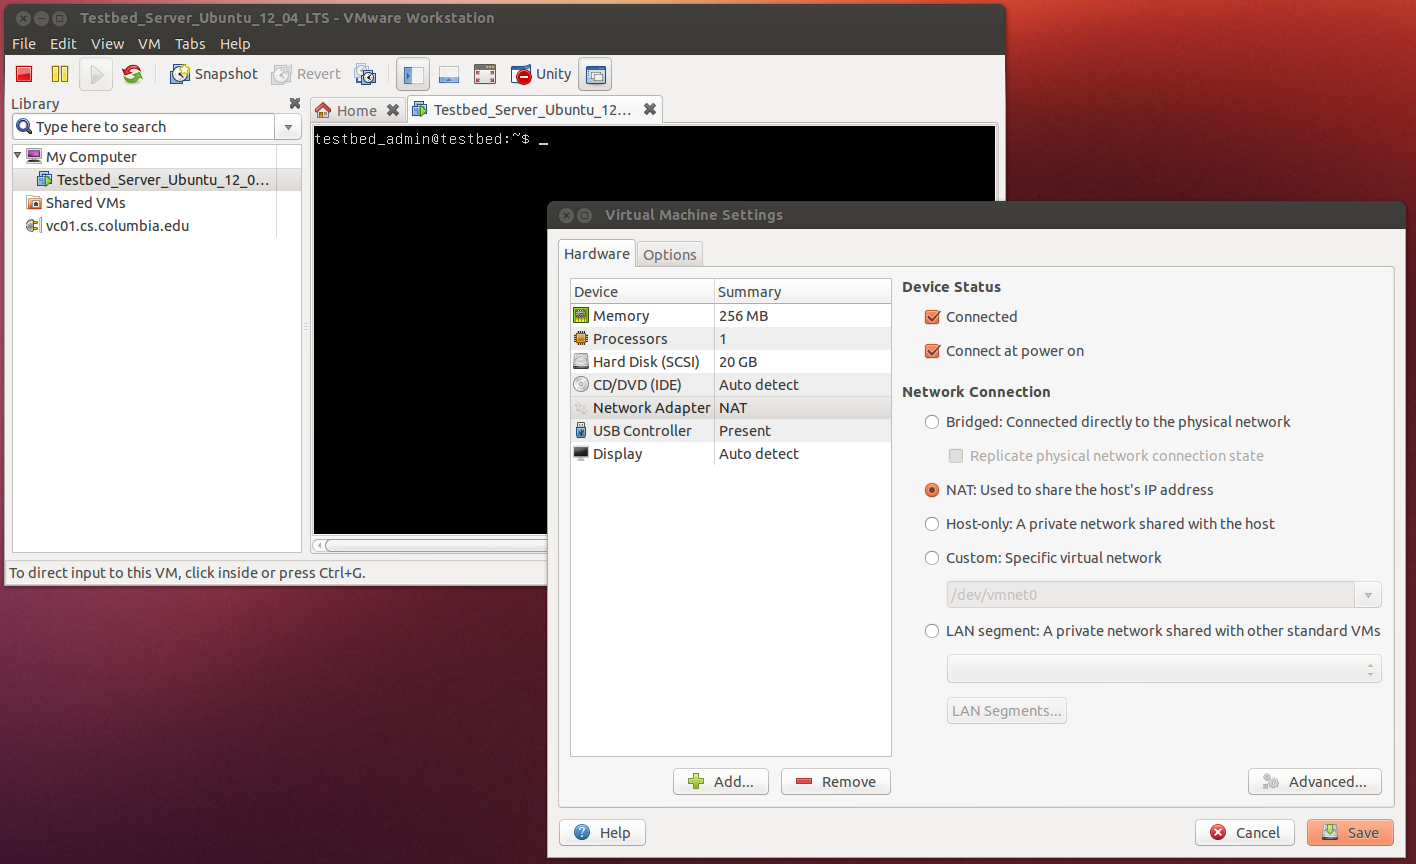 Testbed_Server_Ubuntu_12_04_LTS - VMware Workstation
File Edit View VM Tabs Help
Snapshot Revert Unity
Library
Type here to search
My Computer
Testbed_Server_Ubuntu_12_0...
Shared VMs
vc01.cs.columbia.edu
Home Testbed_Server_Ubuntu_12...
testbed_admin@testbed:~$ _
To direct input to this VM, click inside or press Ctrl+G.
Virtual Machine Settings
Hardware Options
Device Summary
Memory 256 MB
Processors 1
Hard Disk (SCSI) 20 GB
CD/DVD (IDE) Auto detect
Network Adapter NAT
USB Controller Present
Display Auto detect
Add... Remove
Device Status
Connected
Connect at power on
Network Connection
Bridged: Connected directly to the physical network
Replicate physical network connection state
NAT: Used to share the host's IP address
Host-only: A private network shared with the host
Custom: Specific virtual network
/dev/vmnet0
LAN segment: A private network shared with other standard VMs
LAN Segments...
Advanced...
Help Cancel Save